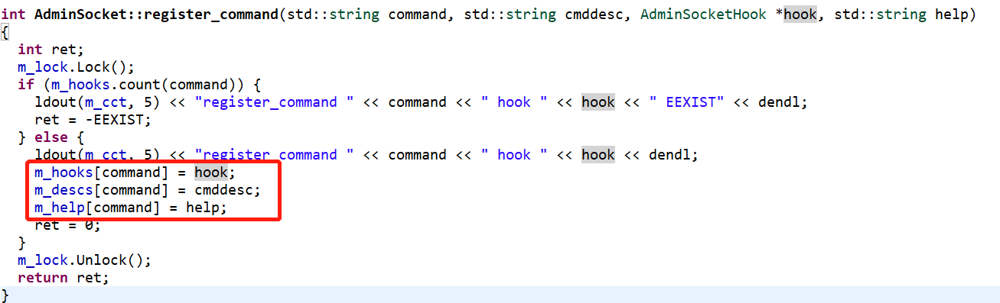 int AdminSocket::register_command(std::string command, std::string cmddesc, AdminSocketHook *hook, std::string help)
{
  int ret;
  m_lock.Lock();
  if (m_hooks.count(command)) {
    ldout(m_cct, 5) << "register_command " << command << " hook " << hook << " EEXIST" << dendl;
    ret = -EEXIST;
  } else {
    ldout(m_cct, 5) << "register_command " << command << " hook " << hook << dendl;
    m_hooks[command] = hook;
    m_descs[command] = cmddesc;
    m_help[command] = help;
    ret = 0;
  }
  m_lock.Unlock();
  return ret;
}